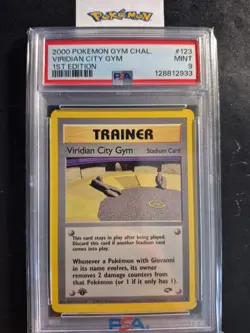 POKéMON
2000 POKEMON GYM CHAL.
#123
VIRIDIAN CITY GYM
MINT
1ST EDITION
9
PSA
128812933
TRAINER
Viridian City Gym
Stadium Card
This card stays in play after being played.
Discard this card if another Stadium card
comes into play.
Whenever a Pokémon with Giovanni
in its name evolves, its owner
removes 2 damage counters from
that Pokémon (or 1 if it only has 1).
PSA